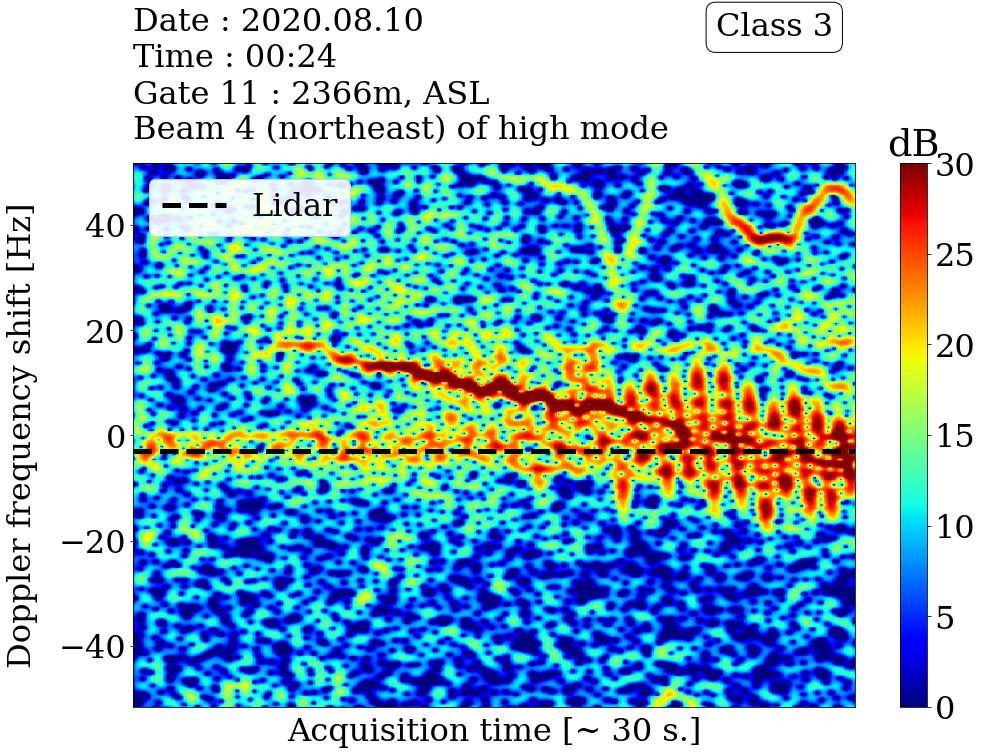 Date : 2020.08.10
Time : 00:24
Gate 11 : 2366m, ASL
Beam 4 (northeast) of high mode
Class 3
dB
Lidar
Doppler frequency shift [Hz]
40
20
0
−20
−40
30
25
20
15
10
5
0
Acquisition time [~ 30 s.]